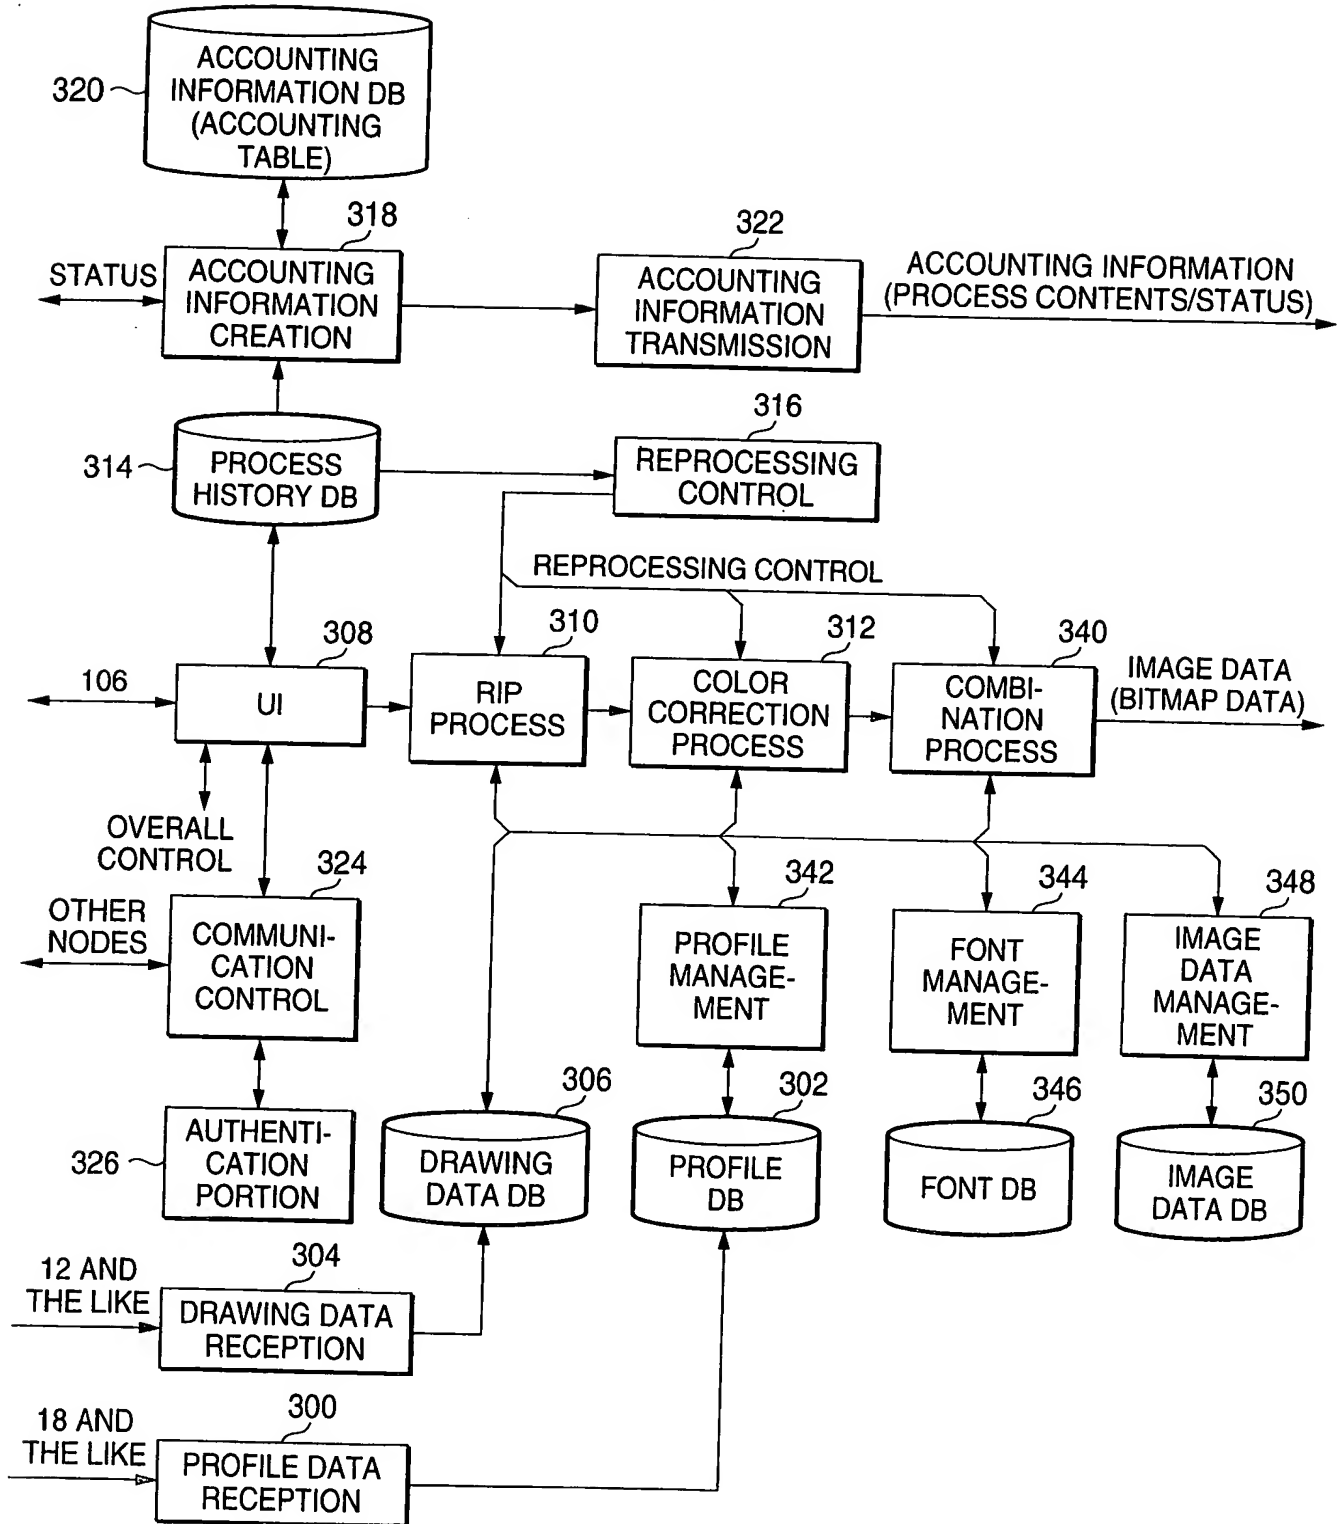 ACCOUNTING
INFORMATION DB
(ACCOUNTING
TABLE)
320
318
322
STATUS
ACCOUNTING
INFORMATION
CREATION
ACCOUNTING
INFORMATION
TRANSMISSION
ACCOUNTING INFORMATION
(PROCESS CONTENTS/STATUS)
314
PROCESS
HISTORY DB
316
REPROCESSING
CONTROL
REPROCESSING CONTROL
308
310
312
340
106
UI
RIP
PROCESS
COLOR
CORRECTION
PROCESS
COMBI-
NATION
PROCESS
IMAGE DATA
(BITMAP DATA)
OVERALL
CONTROL
324
342
344
348
OTHER
NODES
COMMUNI-
CATION
CONTROL
PROFILE
MANAGE-
MENT
FONT
MANAGE-
MENT
IMAGE
DATA
MANAGE-
MENT
306
302
346
350
326
AUTHENTI-
CATION
PORTION
DRAWING
DATA DB
PROFILE
DB
FONT DB
IMAGE
DATA DB
304
12 AND
THE LIKE
DRAWING DATA
RECEPTION
300
18 AND
THE LIKE
PROFILE DATA
RECEPTION